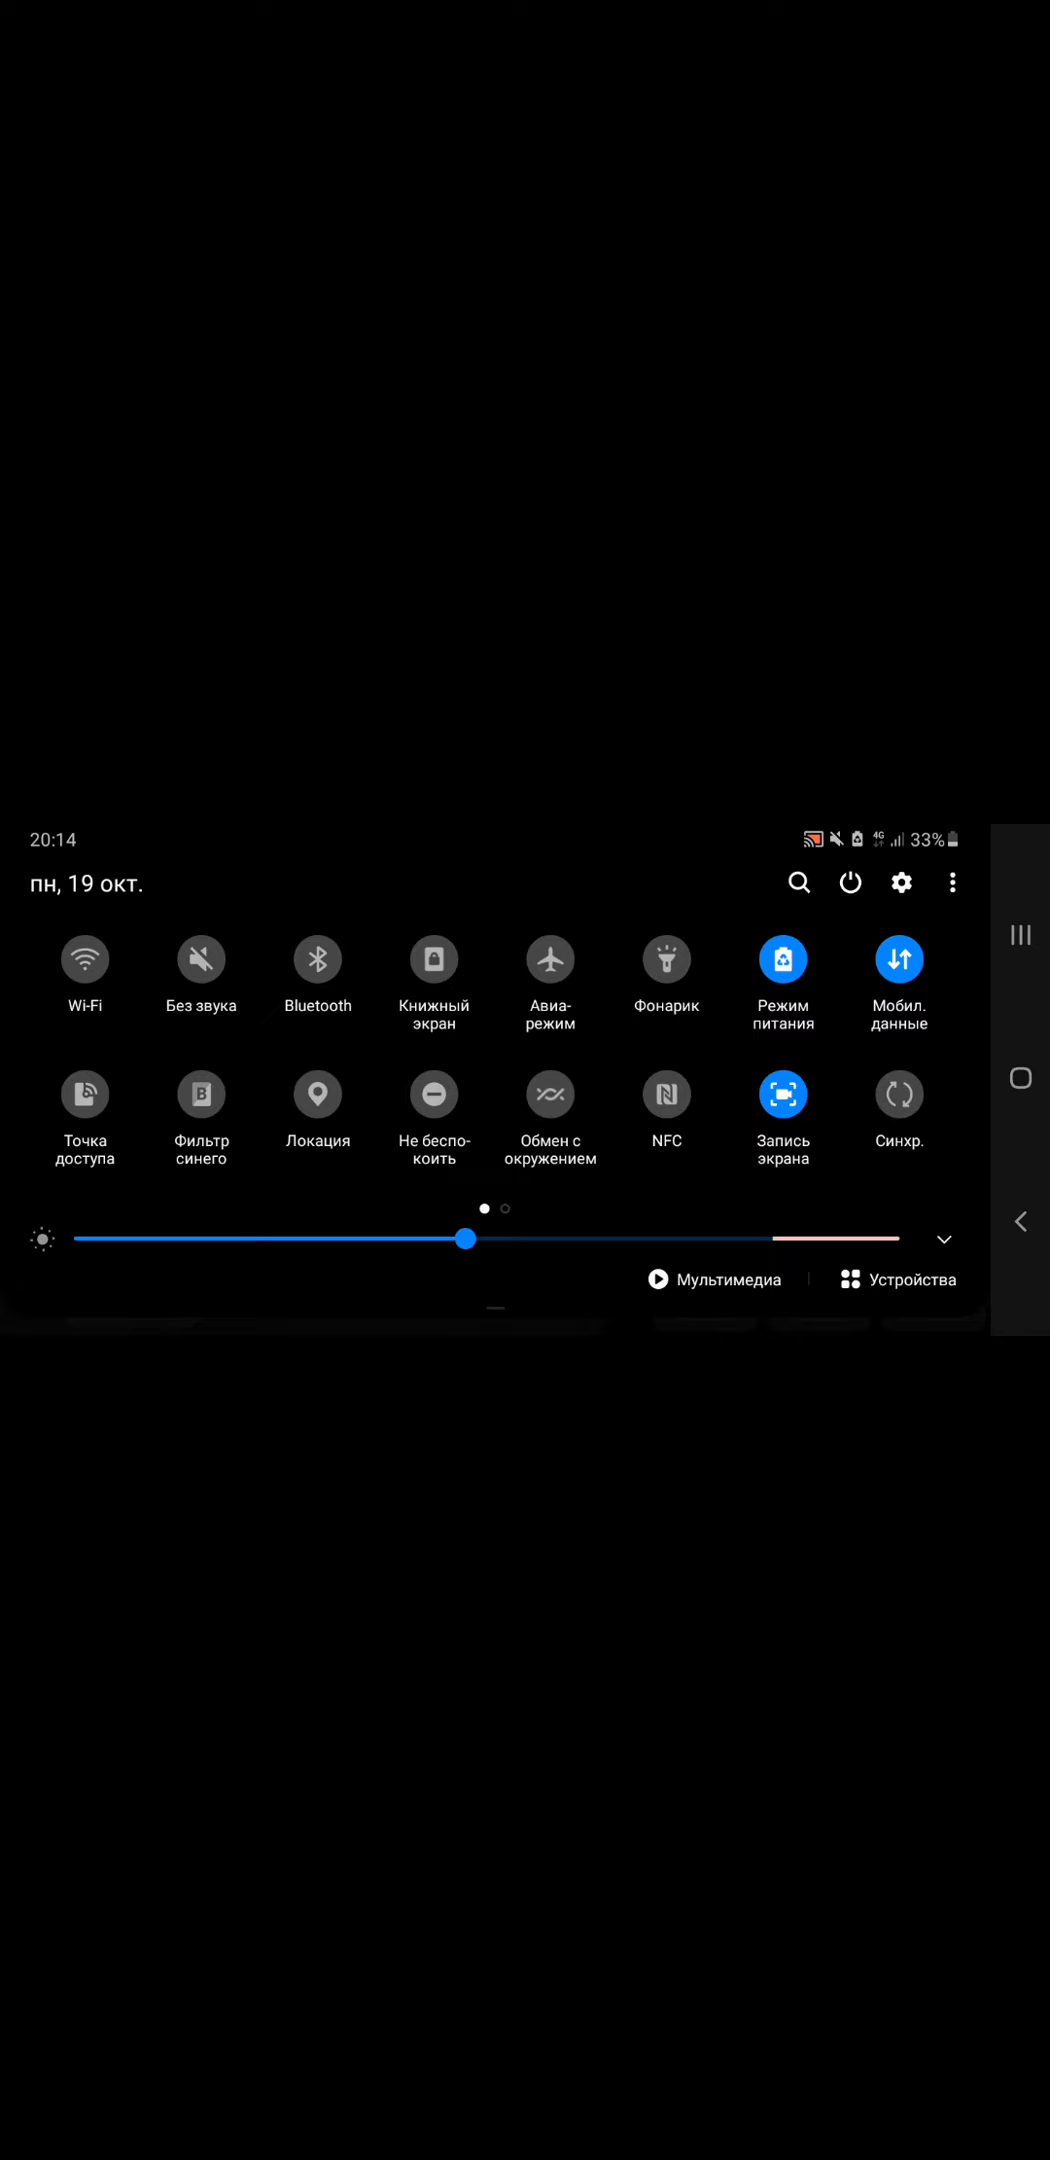 20:14
4G 33%
пн, 19 окт.
Wi-Fi
Без звука
Bluetooth
Книжный
экран
Авиа-
режим
Фонарик
Режим
питания
Мобил.
данные
Точка
доступа
B
Фильтр
синего
Локация
Не беспо-
коить
Обмен с
окружением
NFC
Запись
экрана
Синхр.
Мультимедиа
Устройства